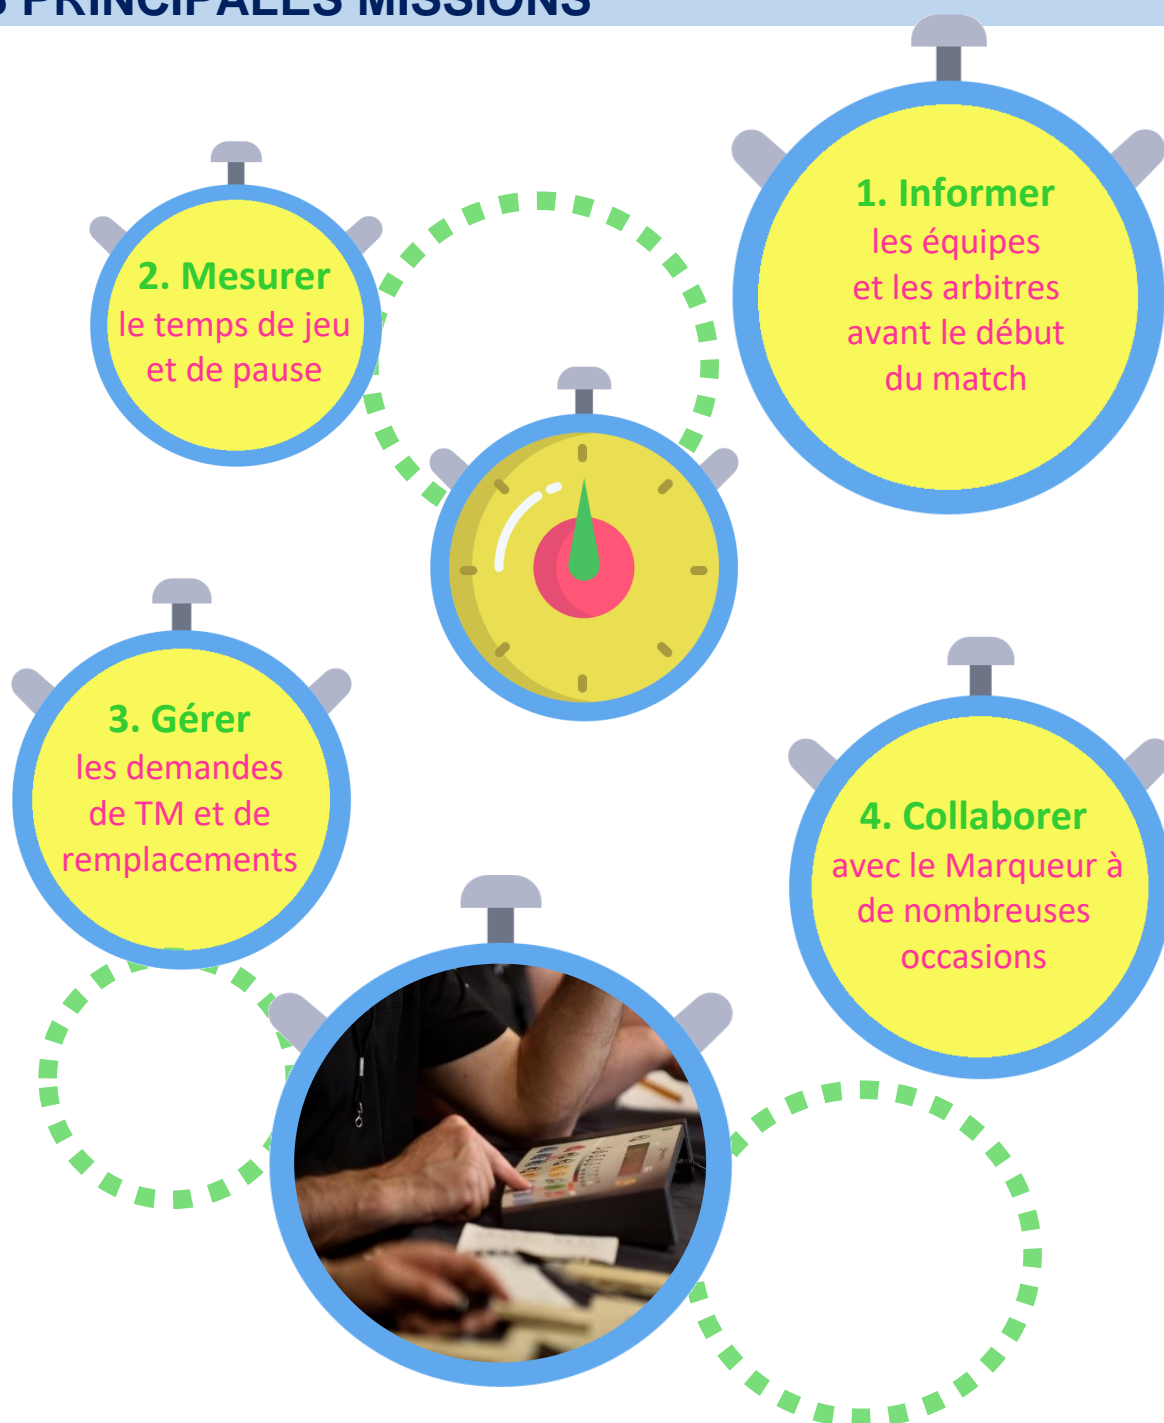 PRINCIPALES MISSIONS
1. Informer
les équipes
et les arbitres
avant le début
du match
2. Mesurer
le temps de jeu
et de pause
3. Gérer
les demandes
de TM et de
remplacements
4. Collaborer
avec le Marqueur à
de nombreuses
occasions